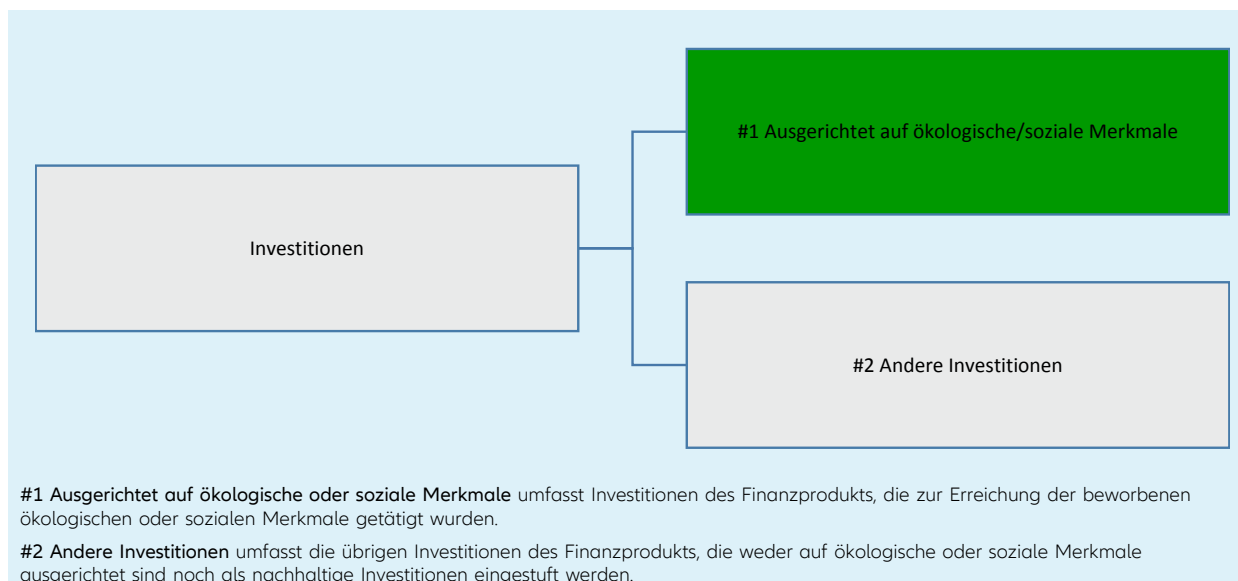 #1 Ausgerichtet auf ökologische/soziale Merkmale
Investitionen
#2 Andere Investitionen
#1 Ausgerichtet auf ökologische oder soziale Merkmale umfasst Investitionen des Finanzprodukts, die zur Erreichung der beworbenen
ökologischen oder sozialen Merkmale getätigt wurden.
#2 Andere Investitionen umfasst die übrigen Investitionen des Finanzprodukts, die weder auf ökologische oder soziale Merkmale
ausgerichtet sind noch als nachhaltige Investitionen eingestuft werden.